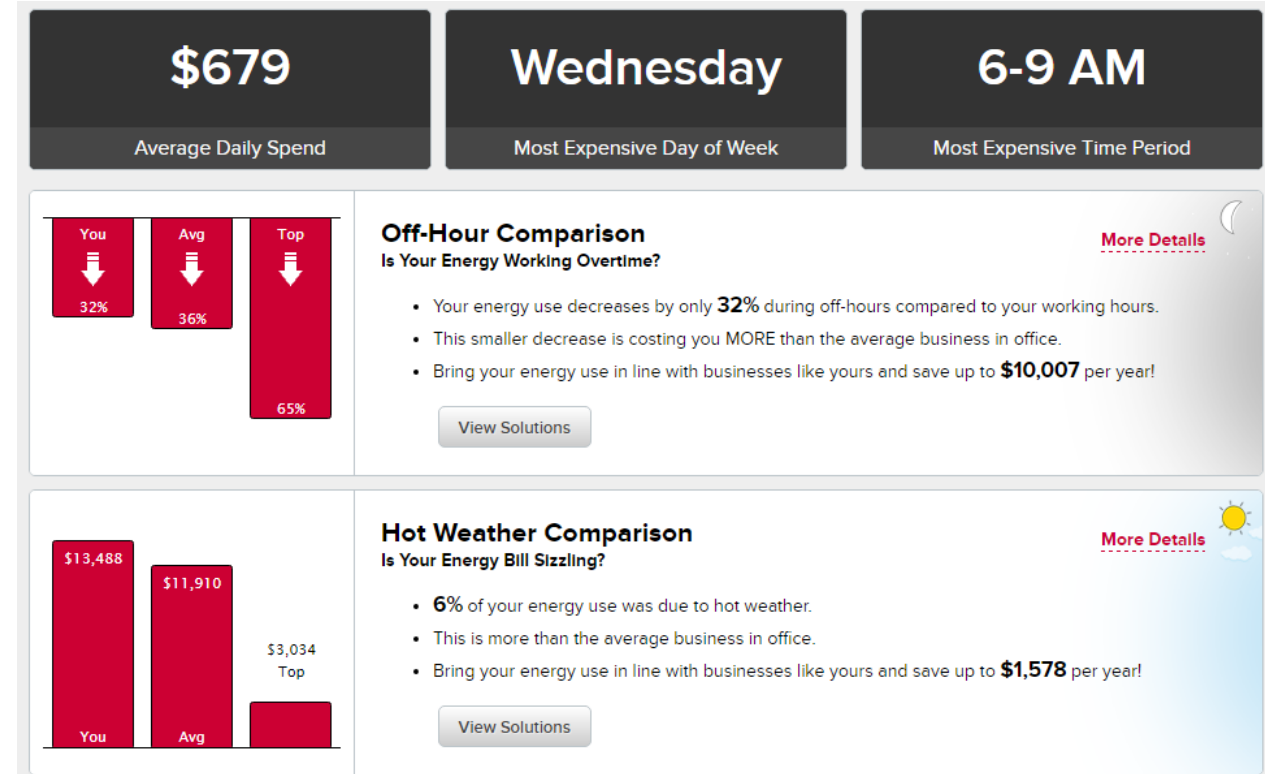 $679
Average Daily Spend
Wednesday
Most Expensive Day of Week
6-9 AM
Most Expensive Time Period
You
32%
Avg
36%
Top
65%
Off-Hour Comparison
More Details
Is Your Energy Working Overtime?
• Your energy use decreases by only 32% during off-hours compared to your working hours.
• This smaller decrease is costing you MORE than the average business in office.
• Bring your energy use in line with businesses like yours and save up to $10,007 per year!
View Solutions
$13,488
You
$11,910
Avg
$3,034
Top
Hot Weather Comparison
More Details
Is Your Energy Bill Sizzling?
• 6% of your energy use was due to hot weather.
• This is more than the average business in office.
• Bring your energy use in line with businesses like yours and save up to $1,578 per year!
View Solutions